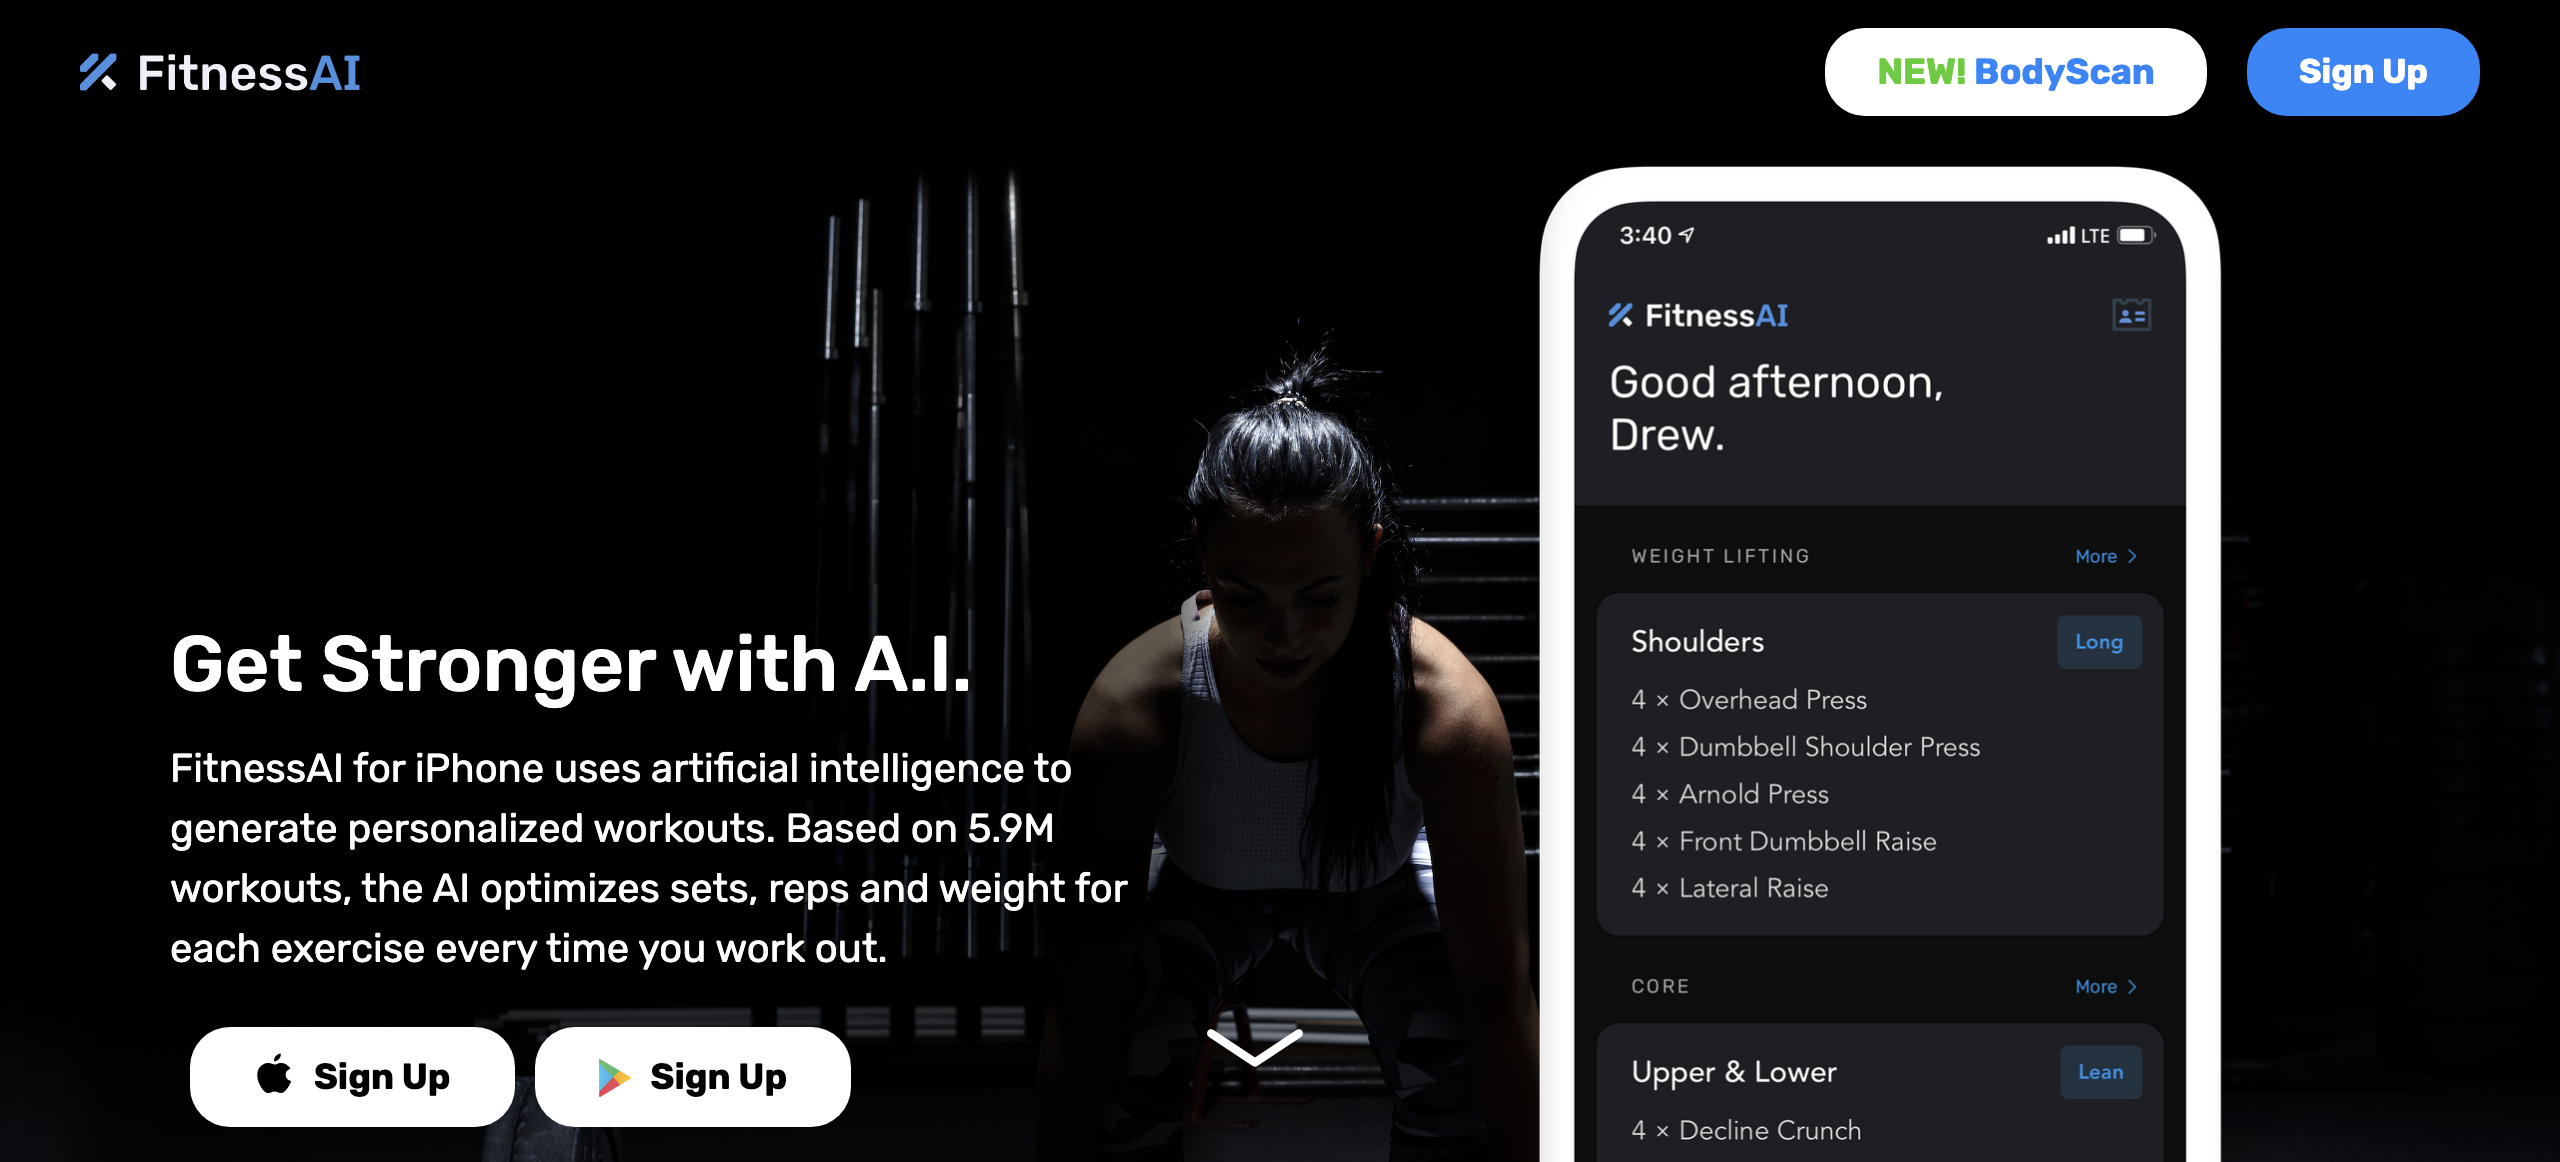 FitnessAI
NEW! BodyScan
Sign Up
Get Stronger with A.I.
FitnessAI for iPhone uses artificial intelligence to
generate personalized workouts. Based on 5.9M
workouts, the AI optimizes sets, reps and weight for
each exercise every time you work out.
Sign Up
Sign Up
3:40
LTE
FitnessAI
Good afternoon,
Drew.
WEIGHT LIFTING
More
Shoulders
Long
4 × Overhead Press
4 × Dumbbell Shoulder Press
4 × Arnold Press
4 × Front Dumbbell Raise
4 × Lateral Raise
CORE
More
Upper & Lower
Lean
4 × Decline Crunch